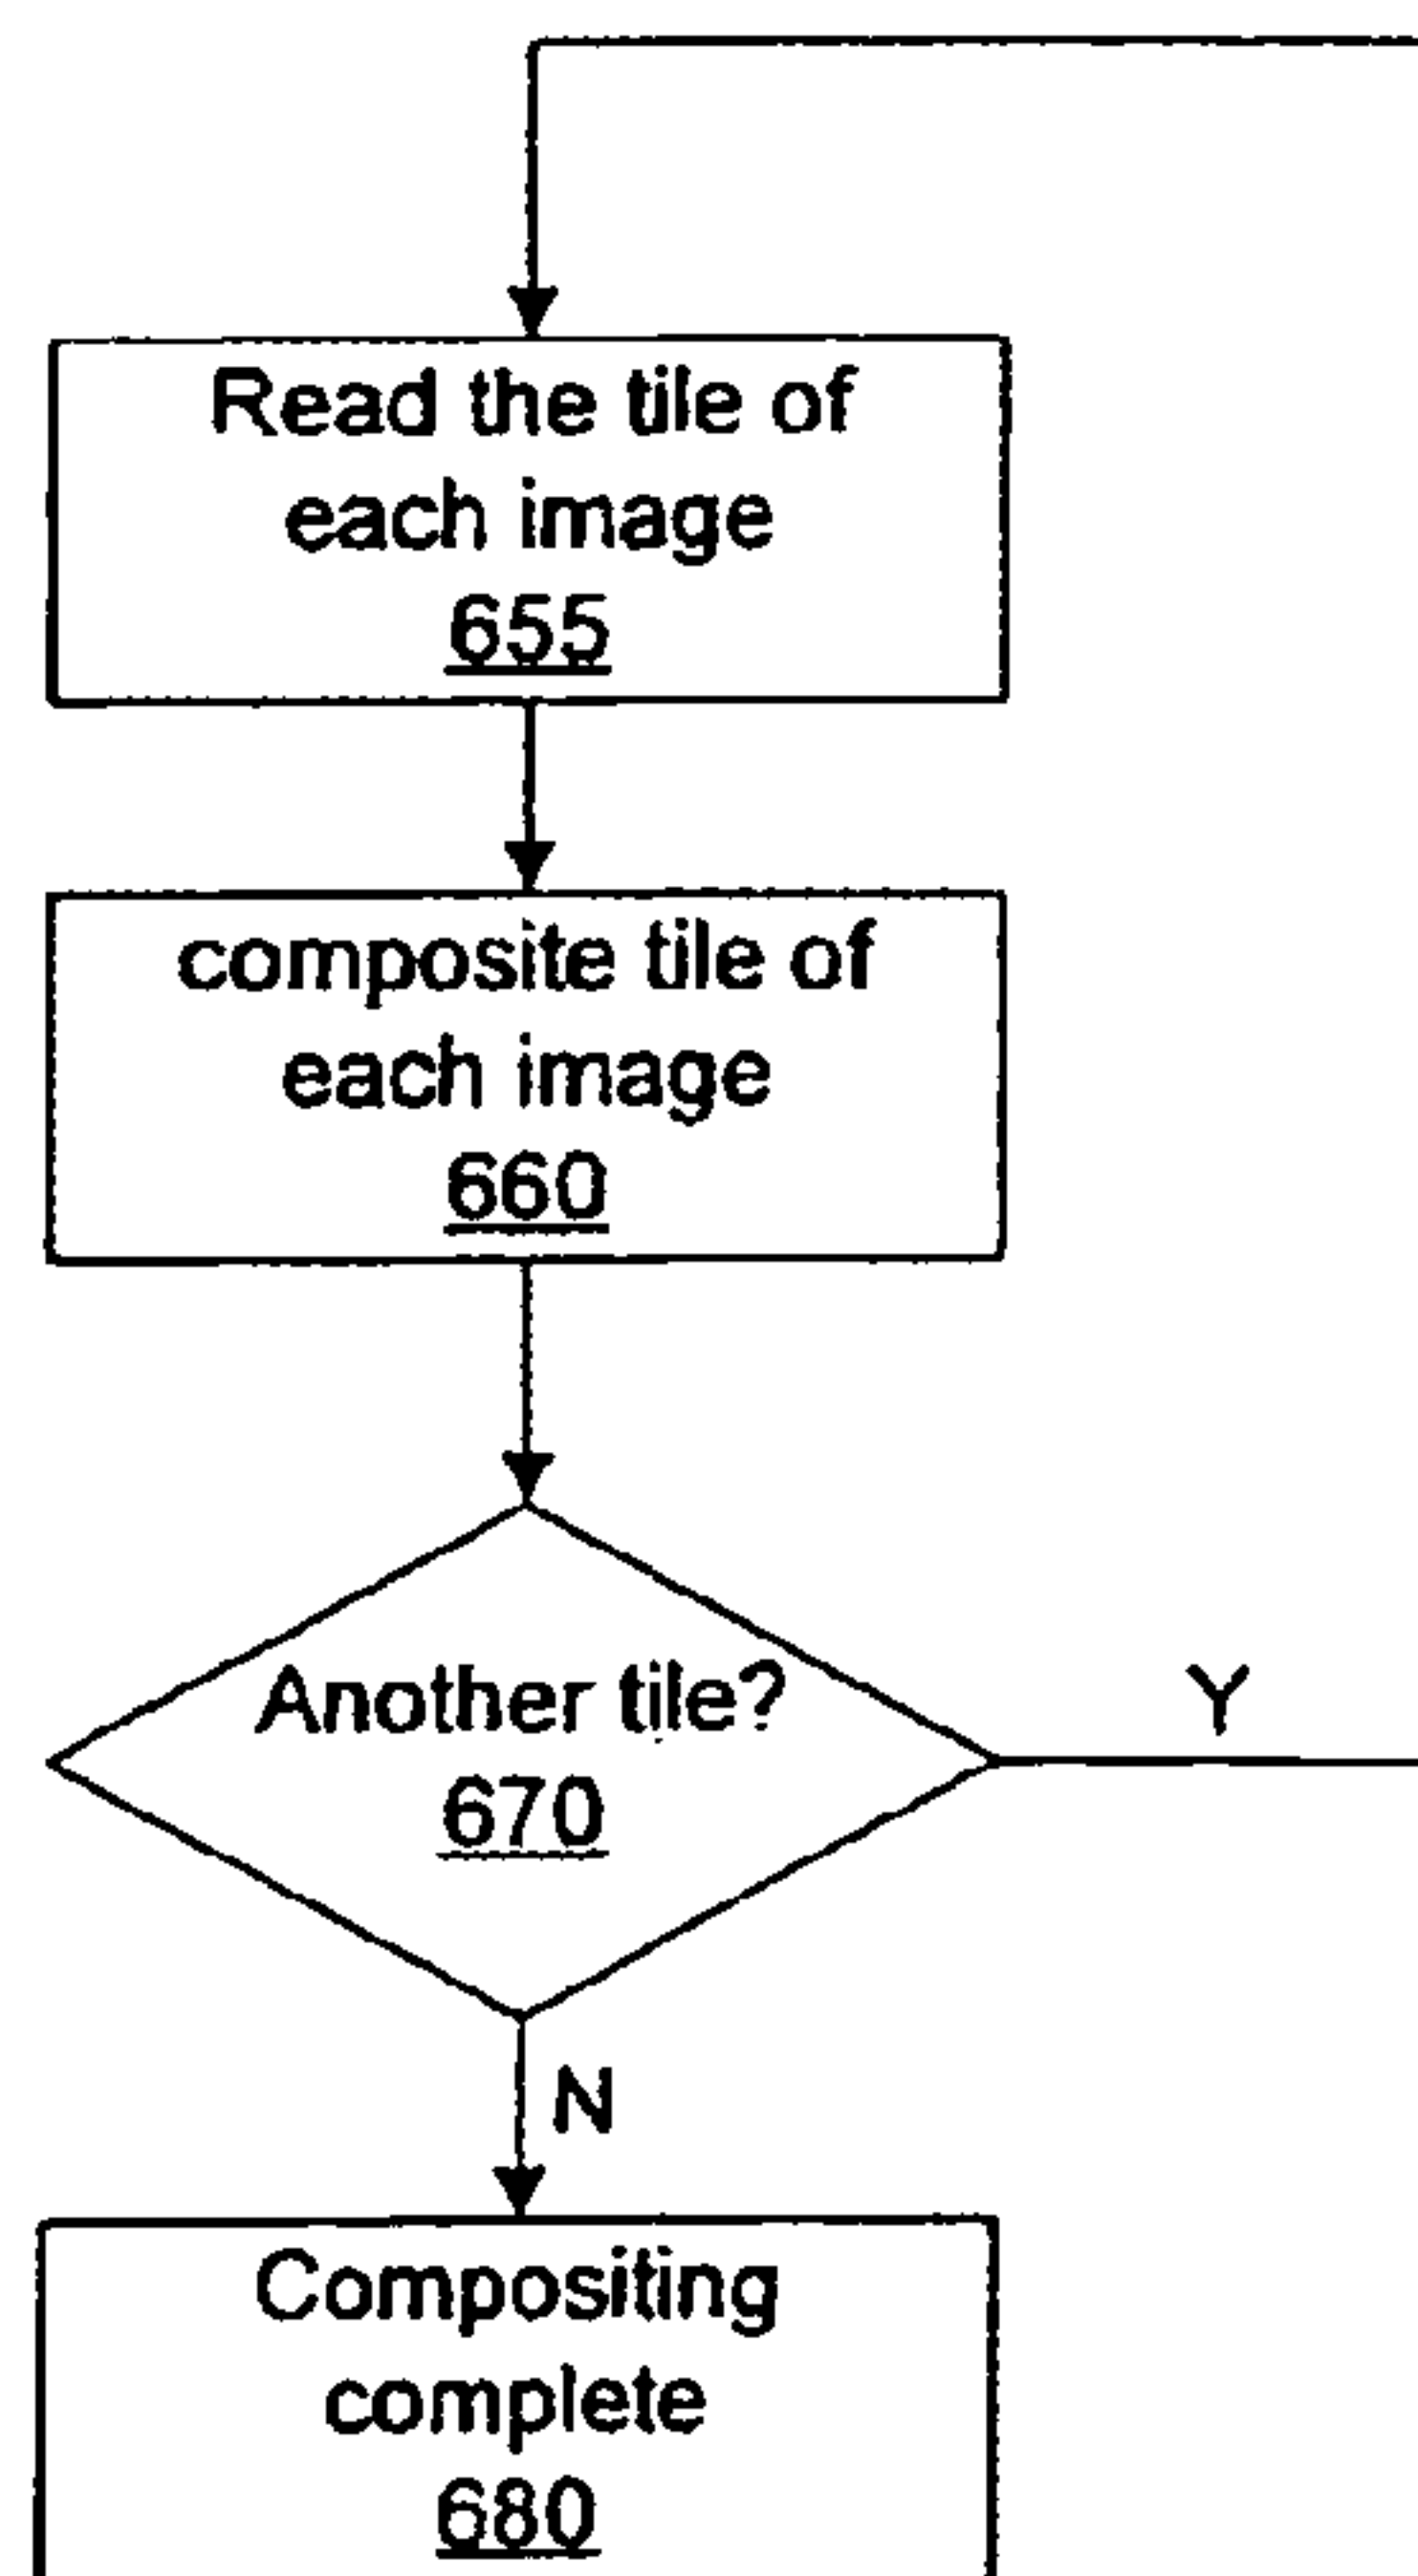 Read the tile of
each image
655
composite tile of
each image
660
Another tile?
670
Y
N
Compositing
complete
680